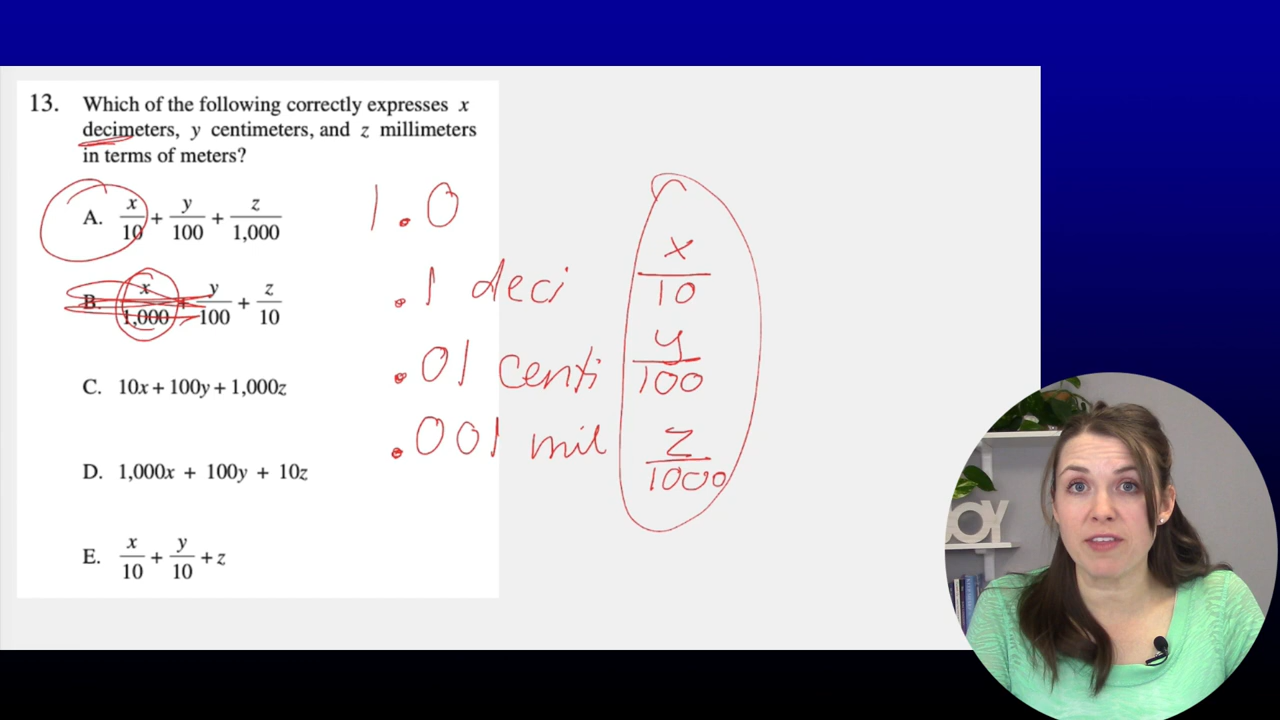 13. Which of the following correctly expresses x
decimeters, y centimeters, and z millimeters
in terms of meters?
A. x/10 + y/100 + z/1,000
B. x/1,000 + y/100 + z/10
C. 10x + 100y + 1,000z
D. 1,000x + 100y + 10z
E. x/10 + y/10 + z
1.0
.1 deci x/10
.01 centi y/100
.001 mil z/1000
OY